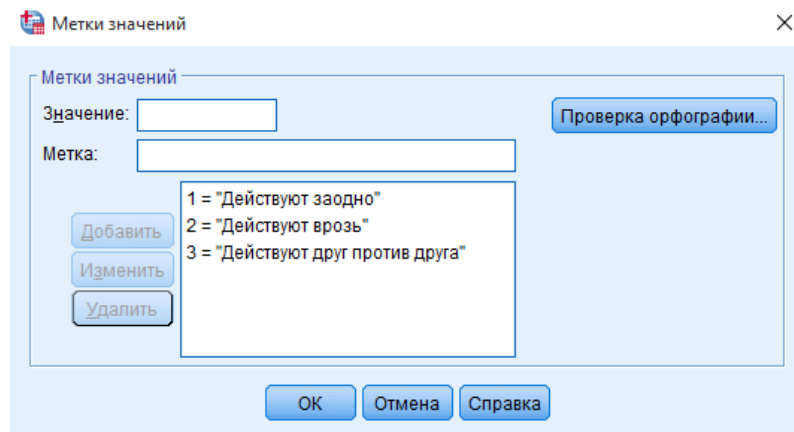 Метки значений
Метки значений
Значение:
Проверка орфографии...
Метка:
1 = "Действуют заодно"
2 = "Действуют врозь"
3 = "Действуют друг против друга"
Добавить
Изменить
Удалить
ОК Отмена Справка